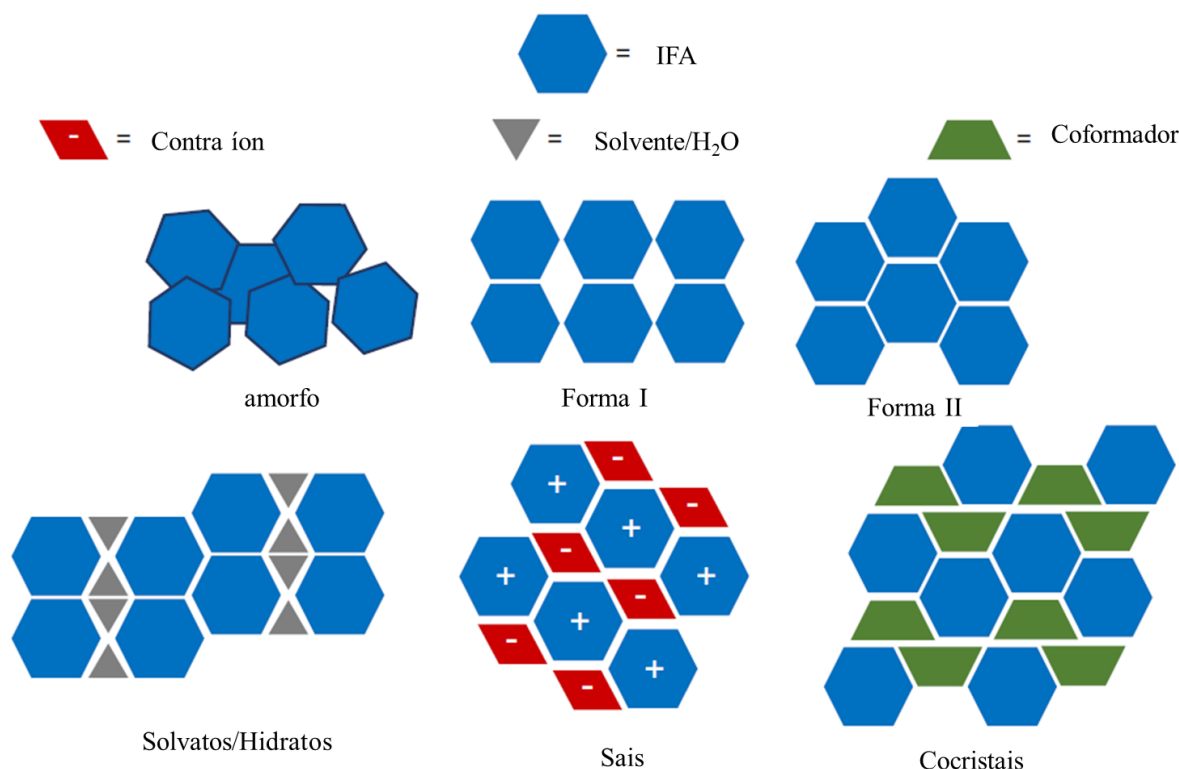 = IFA
- = Contra íon
= Solvente/H₂O
= Coformador
amorfo
Forma I
Forma II
+ - + - + - + - + - + -
Solvatos/Hidratos
Sais
Cocristais